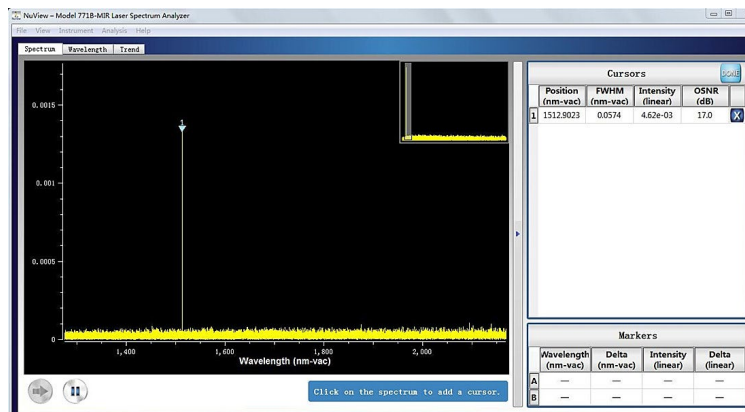 NuView – Model 771B-MIR Laser Spectrum Analyzer
File View Instrument Analysis Help
Spectrum Wavelength Trend
0.0015
0.001
0.0005
0
1
1,400 1,600 1,800 2,000
Wavelength (nm-vac)
Click on the spectrum to add a cursor.
Cursors
DONE
Position (nm-vac) FWHM (nm-vac) Intensity (linear) OSNR (dB)
1 1512.9023 0.0574 4.62e-03 17.0 X
Markers
Wavelength (nm-vac) Delta (nm-vac) Intensity (linear) Delta (linear)
A — — — —
B — — — —